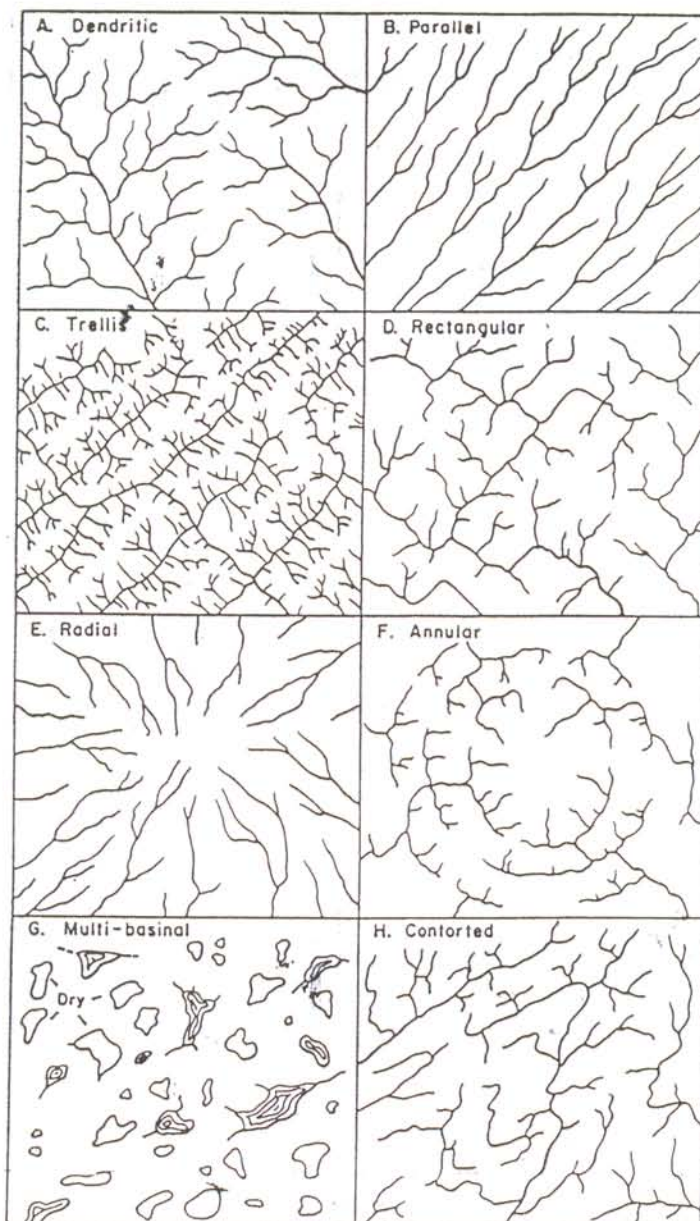 A. Dendritic
B. Parallel
C. Trellis
D. Rectangular
E. Radial
F. Annular
G. Multi-basinal
Dry
H. Contorted